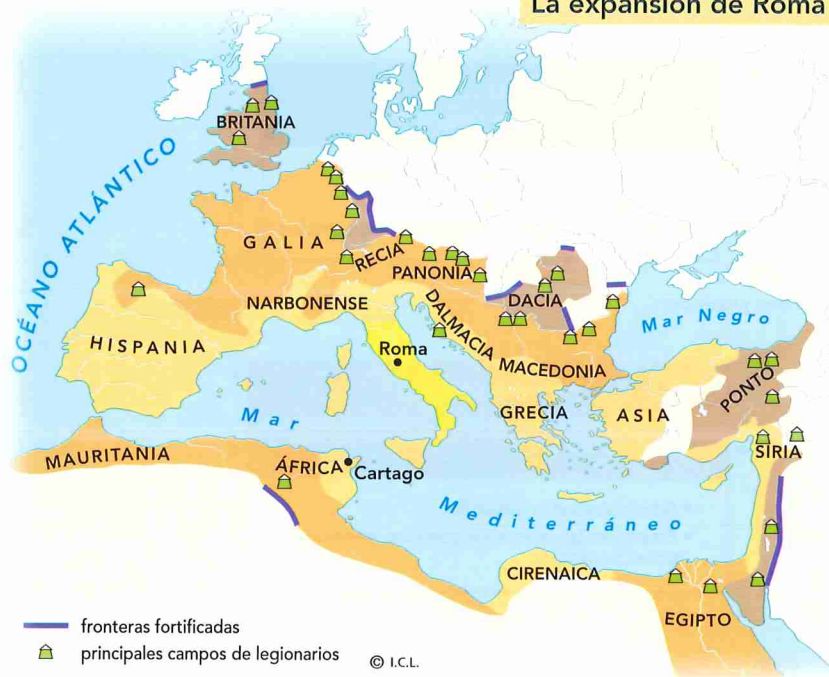 La expansión de Roma
BRITANIA
OCÉANO ATLÁNTICO
GALIA
RECIA
PANONIA
NARBONENSE
DACIA
DALMACIA
Mar Negro
HISPANIA
Roma
MACEDONIA
PONTO
GRECIA
ASIA
Mar
SIRIA
MAURITANIA
ÁFRICA
Cartago
Mediterráneo
CIRENAICA
EGIPTO
fronteras fortificadas
principales campos de legionarios
© I.C.L.